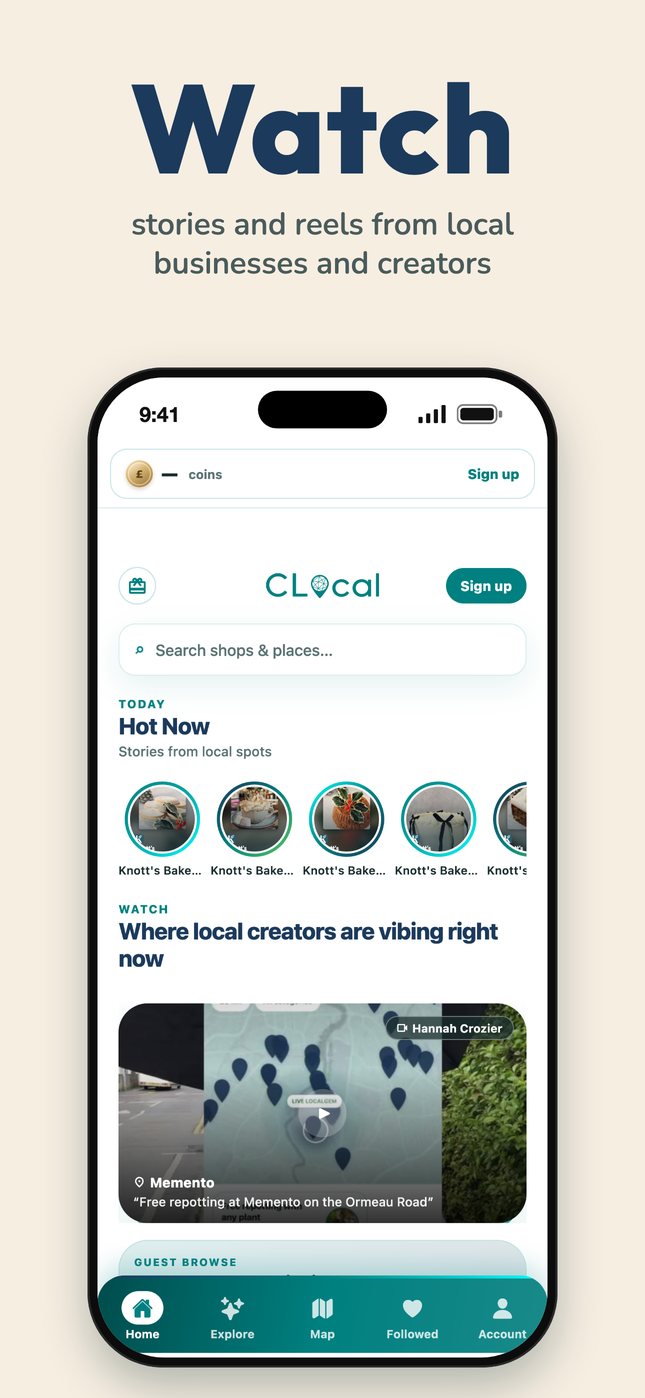 Watch
stories and reels from local
businesses and creators
9:41
£
coins
Sign up
CLocal
Sign up
Search shops & places...
TODAY
Hot Now
Stories from local spots
Knott's Bake...
Knott's Bake...
Knott's Bake...
Knott's Bake...
Knott's
WATCH
Where local creators are vibing right
now
Hannah Crozier
LIVE LOCALGEM
Memento
“Free repotting at Memento on the Ormeau Road”
any plant
GUEST BROWSE
Home
Explore
Map
Followed
Account